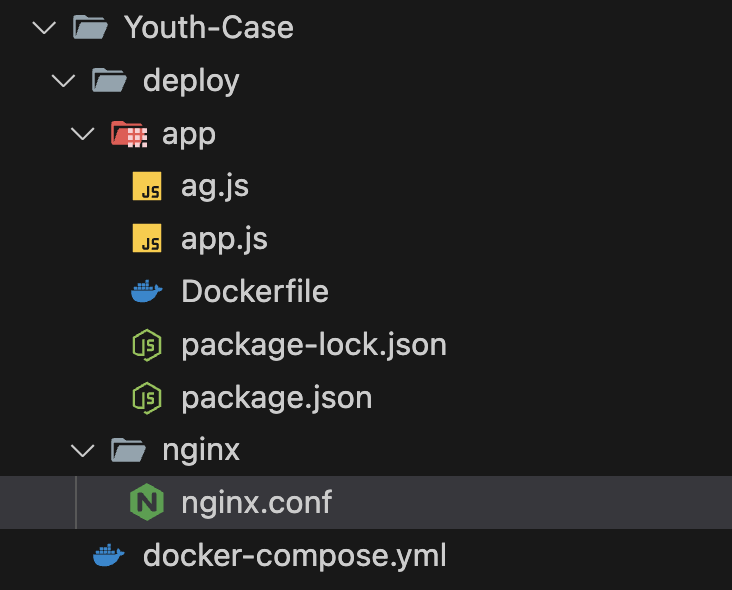 Youth-Case
deploy
app
JS ag.js
JS app.js
Dockerfile
JS package-lock.json
JS package.json
nginx
N nginx.conf
docker-compose.yml